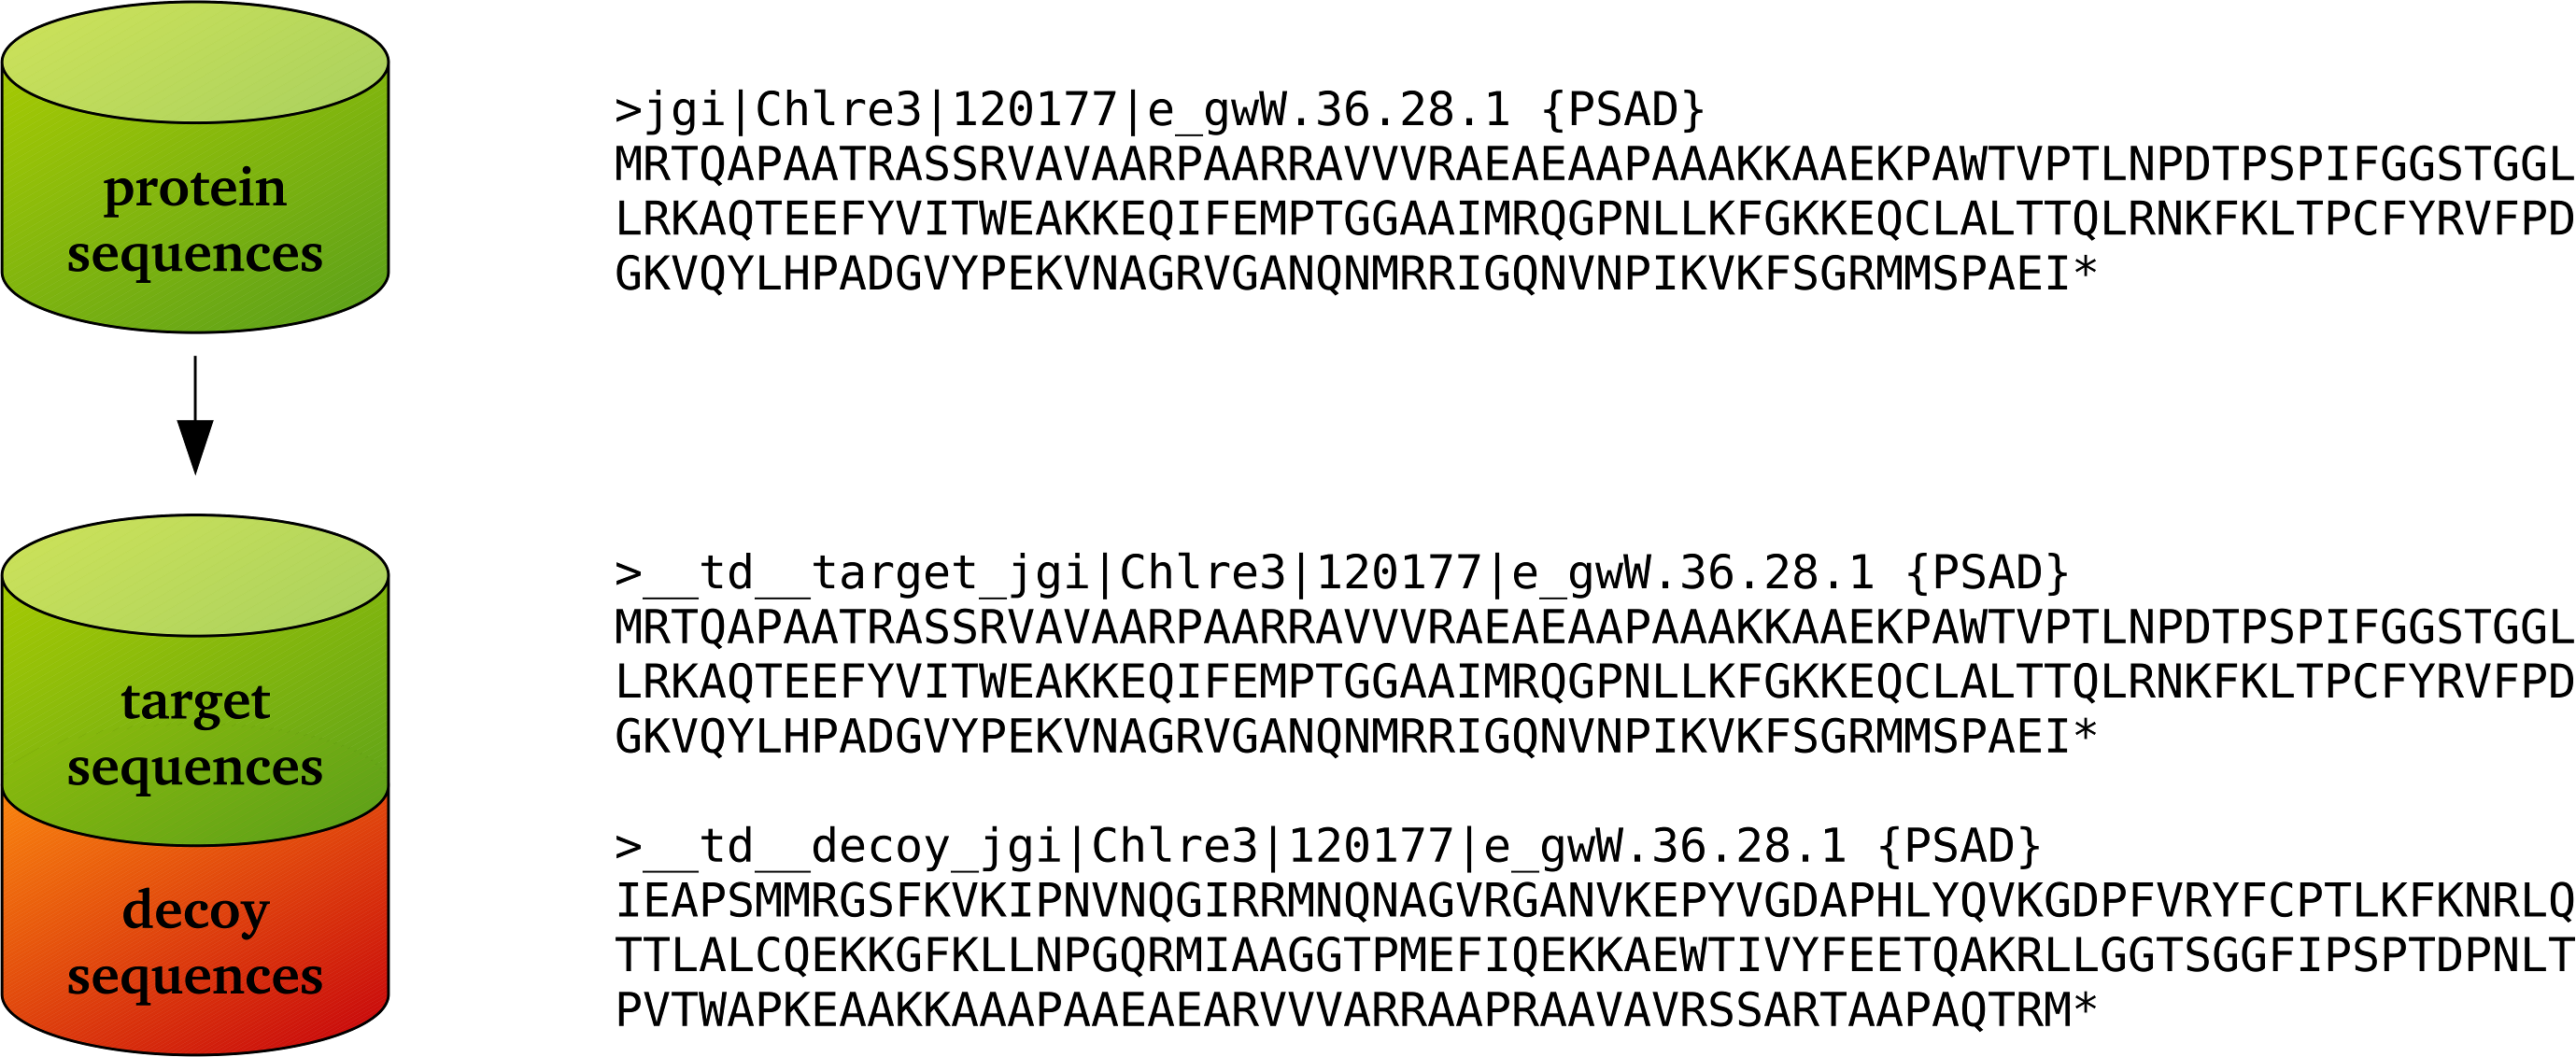 protein
sequences
>jgi|Chlre3|120177|e_gwW.36.28.1 {PSAD}
MRTQAPAATRASSRVAVAARPAARRAVVVRAEAEAAPAAAKKAAEKPAWTVPTLNPDTPSPIFGGSTGGL
LRKAQTEEFYVITWEAKKEQIFEMPTGGAAIMRQGPNLLKFGKKEQCLALTTQLRNKFKLTPCFYRVFPD
GKVQYLHPADGVYPEKVNAGRVGANQNMRRIGQNVNPIKVKFSGRMMSPAEI*
target
sequences
>__td__target_jgi|Chlre3|120177|e_gwW.36.28.1 {PSAD}
MRTQAPAATRASSRVAVAARPAARRAVVVRAEAEAAPAAAKKAAEKPAWTVPTLNPDTPSPIFGGSTGGL
LRKAQTEEFYVITWEAKKEQIFEMPTGGAAIMRQGPNLLKFGKKEQCLALTTQLRNKFKLTPCFYRVFPD
GKVQYLHPADGVYPEKVNAGRVGANQNMRRIGQNVNPIKVKFSGRMMSPAEI*
decoy
sequences
>__td__decoy_jgi|Chlre3|120177|e_gwW.36.28.1 {PSAD}
IEAPSMMRGSFKVKIPNVNQGIRRMNQNAGVRGANVKEPYVGDAPHLYQVKGDPFVRYFCPTLKFKNRLQ
TTLALCQEKKGFKLLNPGQRMIAAGGTPMEFIQEKKAEWTIVYFEETQAKRLLGGTSGGFIPSPTDPNLT
PVTWAPKEAAKKAAAPAAEAEARVVVARRAAPRAAVAVRSSARTAAPAQTRM*